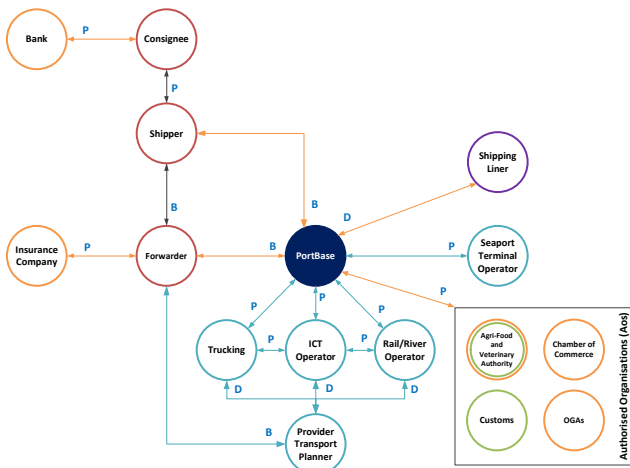 P
Bank
Consignee
P
Shipper
Shipping
Liner
B
B
D
Insurance
Company
P
Forwarder
B
PortBase
P
Seaport
Terminal
Operator
P
P
P
P
Trucking
P
ICT
Operator
P
Rail/River
Operator
D
D
D
B
Provider
Transport
Planner
Agri-Food
and
Veterinary
Authority
Chamber of
Commerce
Customs
OGAs
Authorised Organisations (Aos)